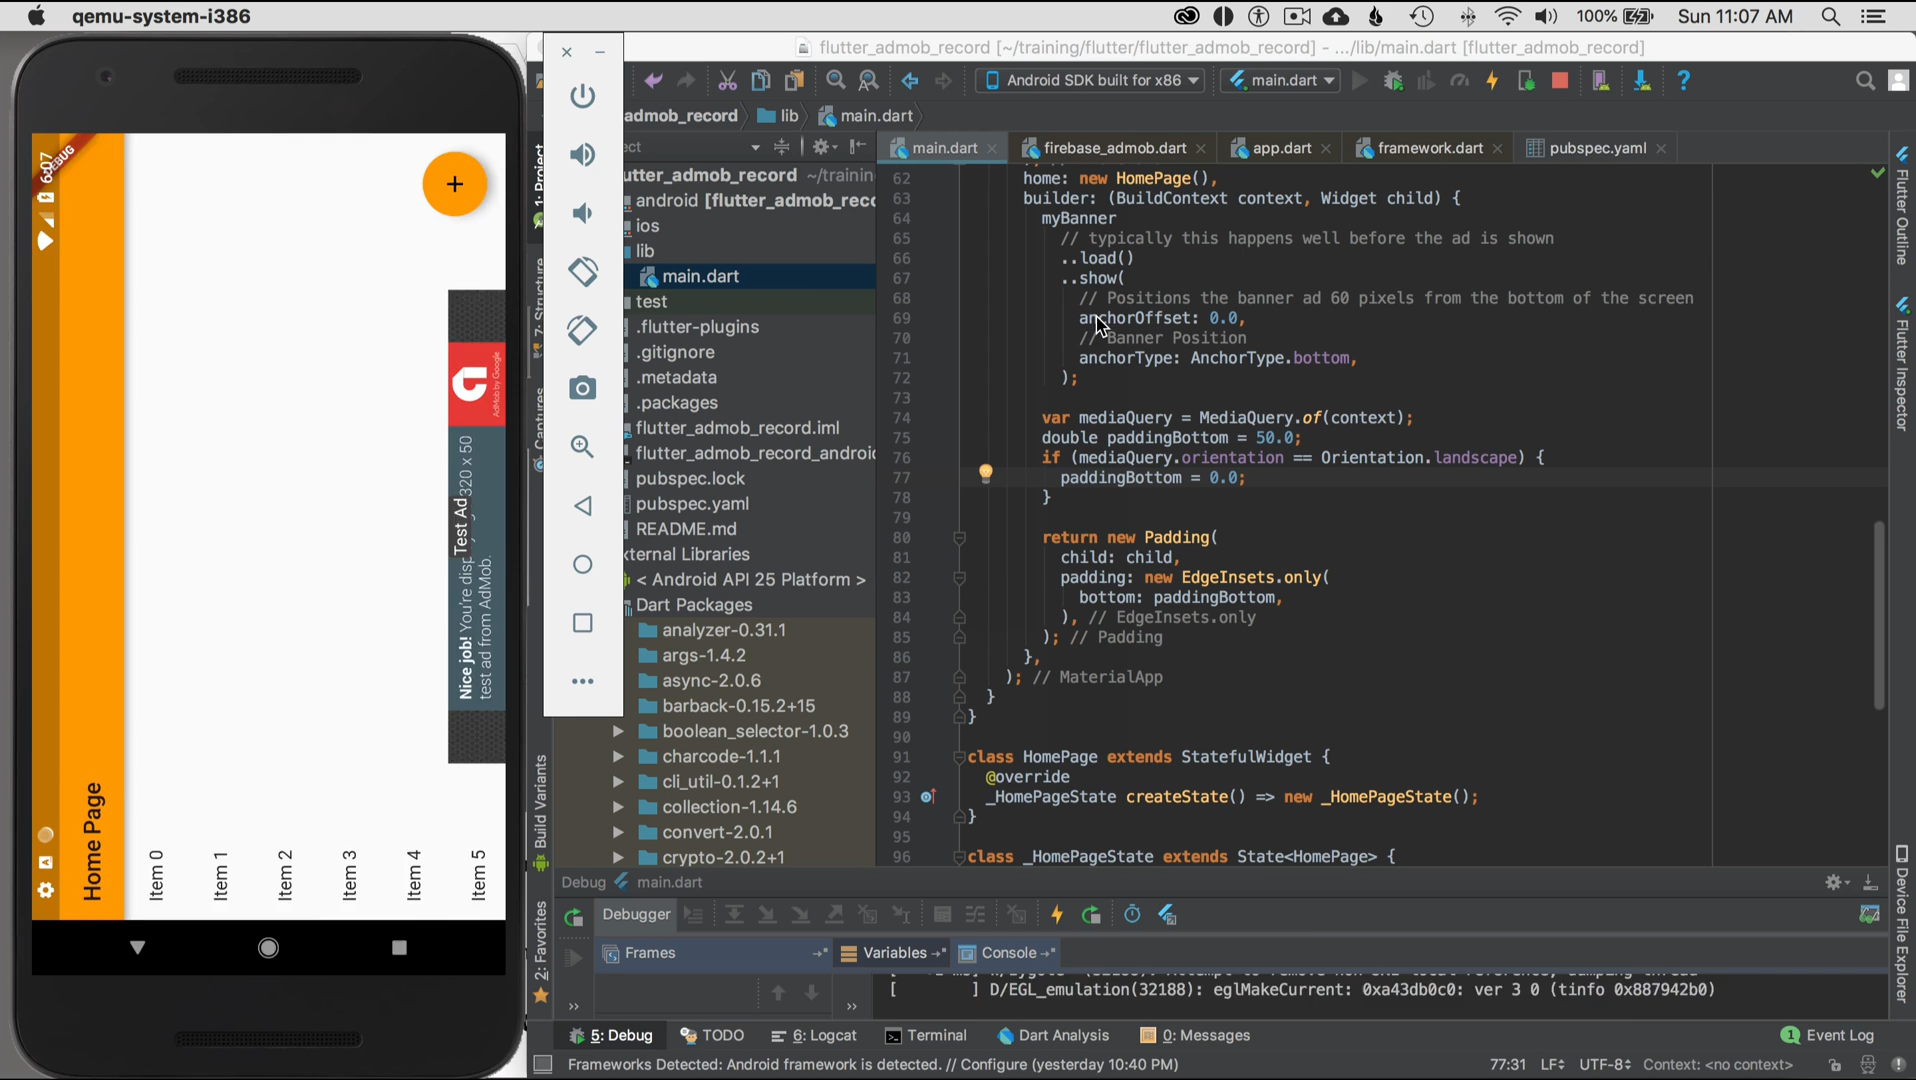 qemu-system-i386
100%
Sun 11:07 AM
flutter_admob_record [~/training/flutter/flutter_admob_record] - .../lib/main.dart [flutter_admob_record]
Android SDK built for x86
main.dart
admob_record
lib
main.dart
ect
main.dart
firebase_admob.dart
app.dart
framework.dart
pubspec.yaml
utter_admob_record ~/trainin
android [flutter_admob_reco
ios
lib
main.dart
test
.flutter-plugins
.gitignore
.metadata
.packages
flutter_admob_record.iml
flutter_admob_record_android
pubspec.lock
pubspec.yaml
README.md
xternal Libraries
< Android API 25 Platform >
Dart Packages
analyzer-0.31.1
args-1.4.2
async-2.0.6
barback-0.15.2+15
boolean_selector-1.0.3
charcode-1.1.1
cli_util-0.1.2+1
collection-1.14.6
convert-2.0.1
crypto-2.0.2+1
62 home: new HomePage(),
63 builder: (BuildContext context, Widget child) {
64 myBanner
65 // typically this happens well before the ad is shown
66 ..load()
67 ..show(
68 // Positions the banner ad 60 pixels from the bottom of the screen
69 anchorOffset: 0.0,
70 // Banner Position
71 anchorType: AnchorType.bottom,
72 );
73
74 var mediaQuery = MediaQuery.of(context);
75 double paddingBottom = 50.0;
76 if (mediaQuery.orientation == Orientation.landscape) {
77 paddingBottom = 0.0;
78 }
79
80 return new Padding(
81 child: child,
82 padding: new EdgeInsets.only(
83 bottom: paddingBottom,
84 ), // EdgeInsets.only
85 ); // Padding
86 },
87 ); // MaterialApp
88 }
89 }
90
91 class HomePage extends StatefulWidget {
92 @override
93 _HomePageState createState() => new _HomePageState();
94 }
95
96 class _HomePageState extends State<HomePage> {
1: Project
7: Structure
Captures
Build Variants
2: Favorites
Flutter Outline
Flutter Inspector
Device File Explorer
6:07
DEBUG
Home Page
Item 0
Item 1
Item 2
Item 3
Item 4
Item 5
AdMob by Google
Nice job! You're disp
320 x 50
test ad from AdMob.
Test Ad
Debug main.dart
Debugger
Frames
Variables
Console
[ ] D/EGL_emulation(32188): eglMakeCurrent: 0xa43db0c0: ver 3 0 (tinfo 0x887942b0)
5: Debug
TODO
6: Logcat
Terminal
Dart Analysis
0: Messages
1 Event Log
Frameworks Detected: Android framework is detected. // Configure (yesterday 10:40 PM)
77:31 LF UTF-8 Context: <no context>